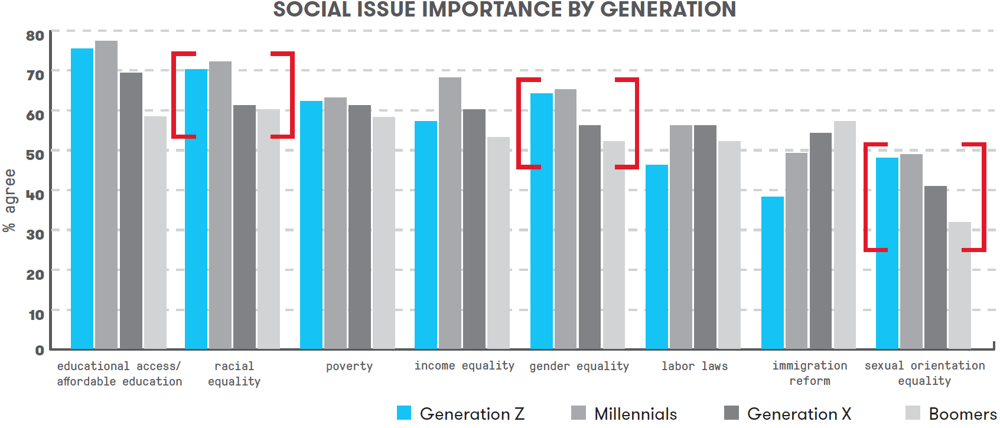 SOCIAL ISSUE IMPORTANCE BY GENERATION
80
70
60
50
40
30
20
10
0
% agree
educational access/
affordable education
racial
equality
poverty
income equality
gender equality
labor laws
immigration
reform
sexual orientation
equality
Generation Z
Millennials
Generation X
Boomers